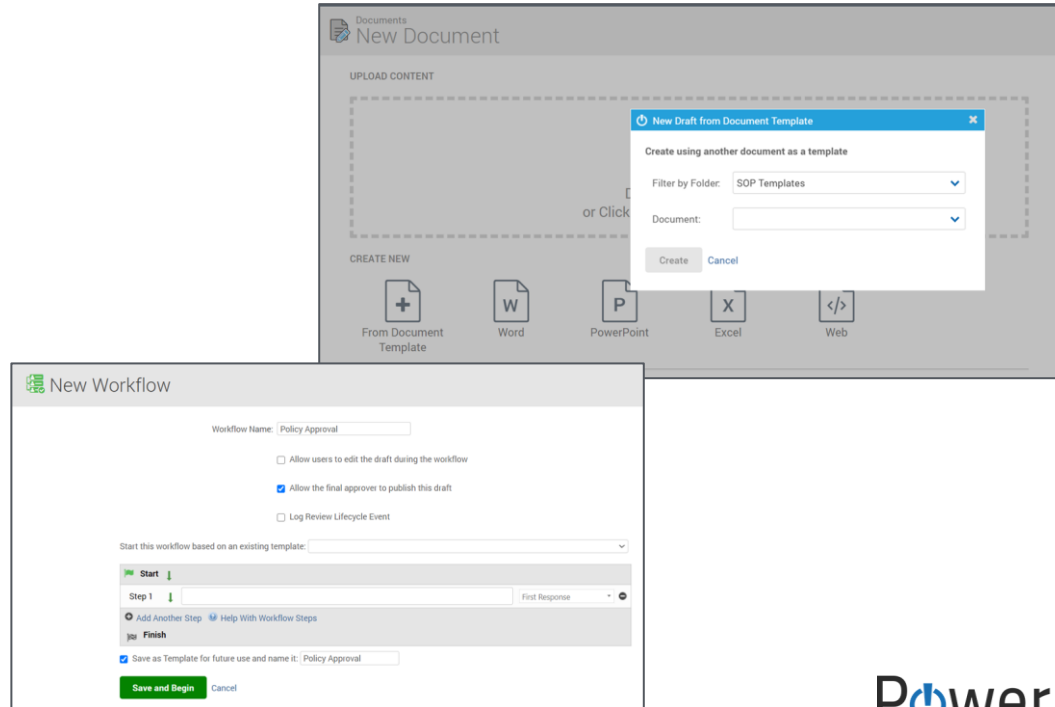 Documents
New Document
UPLOAD CONTENT
New Draft from Document Template
Create using another document as a template
Filter by Folder: SOP Templates
Document:
or Click
Create Cancel
CREATE NEW
W P X </>
From Document Template
Word PowerPoint Excel Web
New Workflow
Workflow Name: Policy Approval
Allow users to edit the draft during the workflow
Allow the final approver to publish this draft
Log Review Lifecycle Event
Start this workflow based on an existing template:
Start
Step 1 First Response
Add Another Step Help With Workflow Steps
Finish
Save as Template for future use and name it: Policy Approval
Save and Begin Cancel
Power